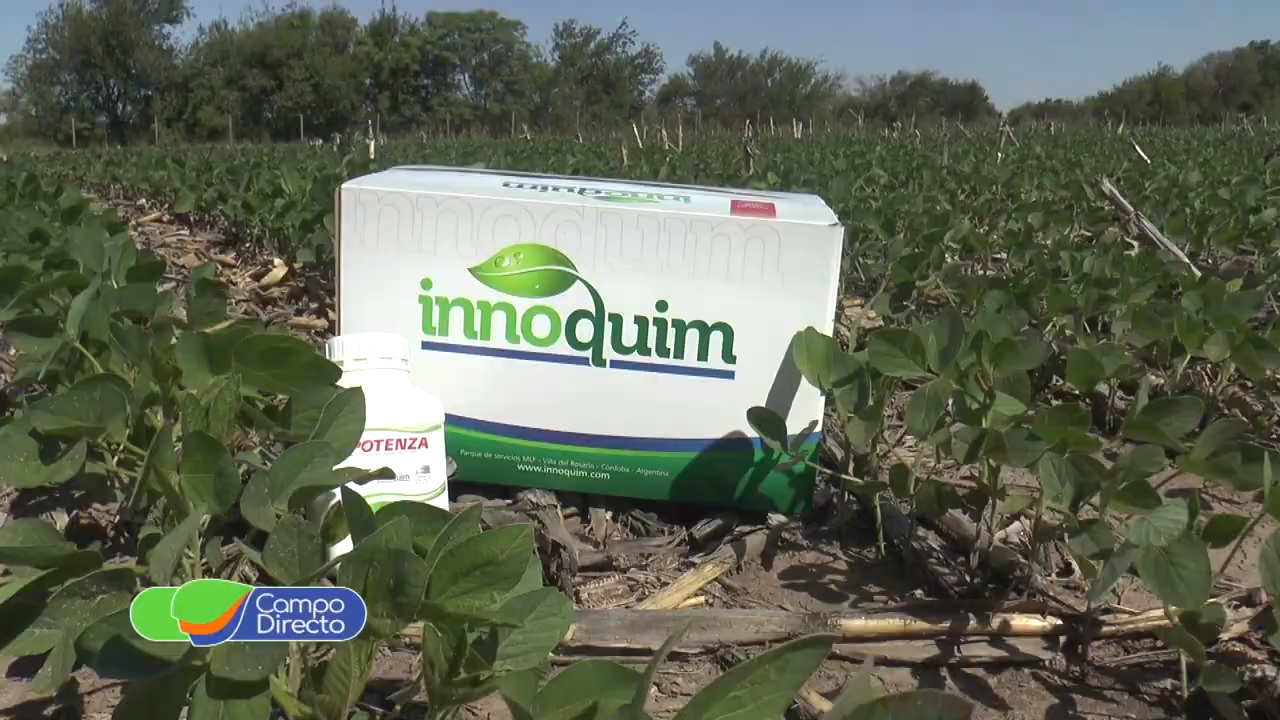 innoquim
innoquim
innoquim
POTENZA
Parque de servicios MLF - Villa del Rosario - Córdoba - Argentina
www.innoquim.com
Campo
Directo